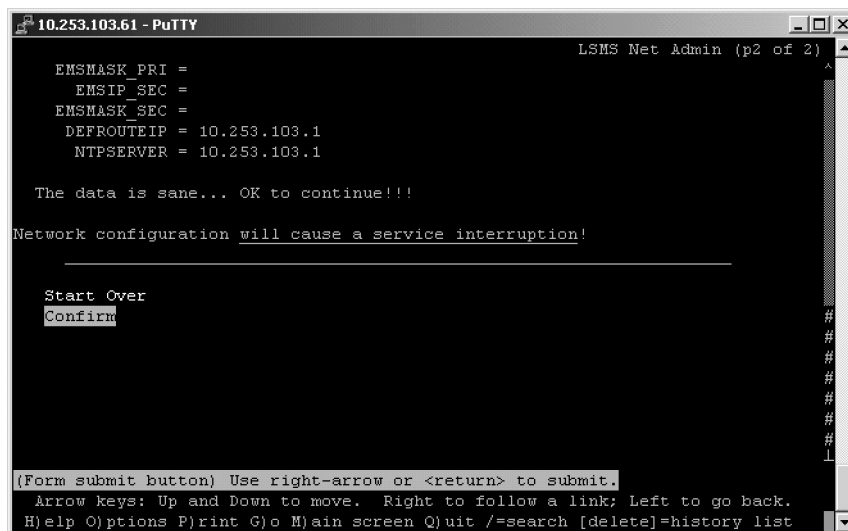 10.253.103.61 - PuTTY
LSMS Net Admin (p2 of 2)
EMSMASK_PRI =
EMSIP_SEC =
EMSMASK_SEC =
DEFROUTEIP = 10.253.103.1
NTPSERVER = 10.253.103.1
The data is sane... OK to continue!!!
Network configuration will cause a service interruption!
Start Over
Confirm
#
#
#
#
#
#
#
(Form submit button) Use right-arrow or <return> to submit.
Arrow keys: Up and Down to move. Right to follow a link; Left to go back.
H)elp O)ptions P)rint G)o M)ain screen Q)uit /=search [delete]=history list